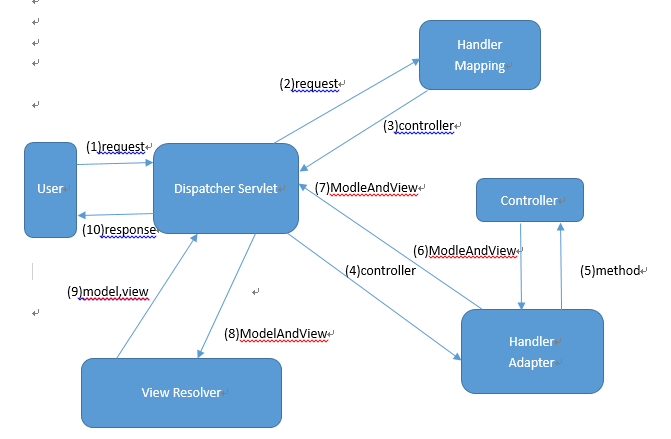 Handler
Mapping
(2)request
(3)controller
(1)request
User
Dispatcher Servlet
(7)ModleAndView
Controller
(10)response
(6)ModleAndView
(4)controller
(5)method
(9)model,view
(8)ModelAndView
Handler
Adapter
View Resolver